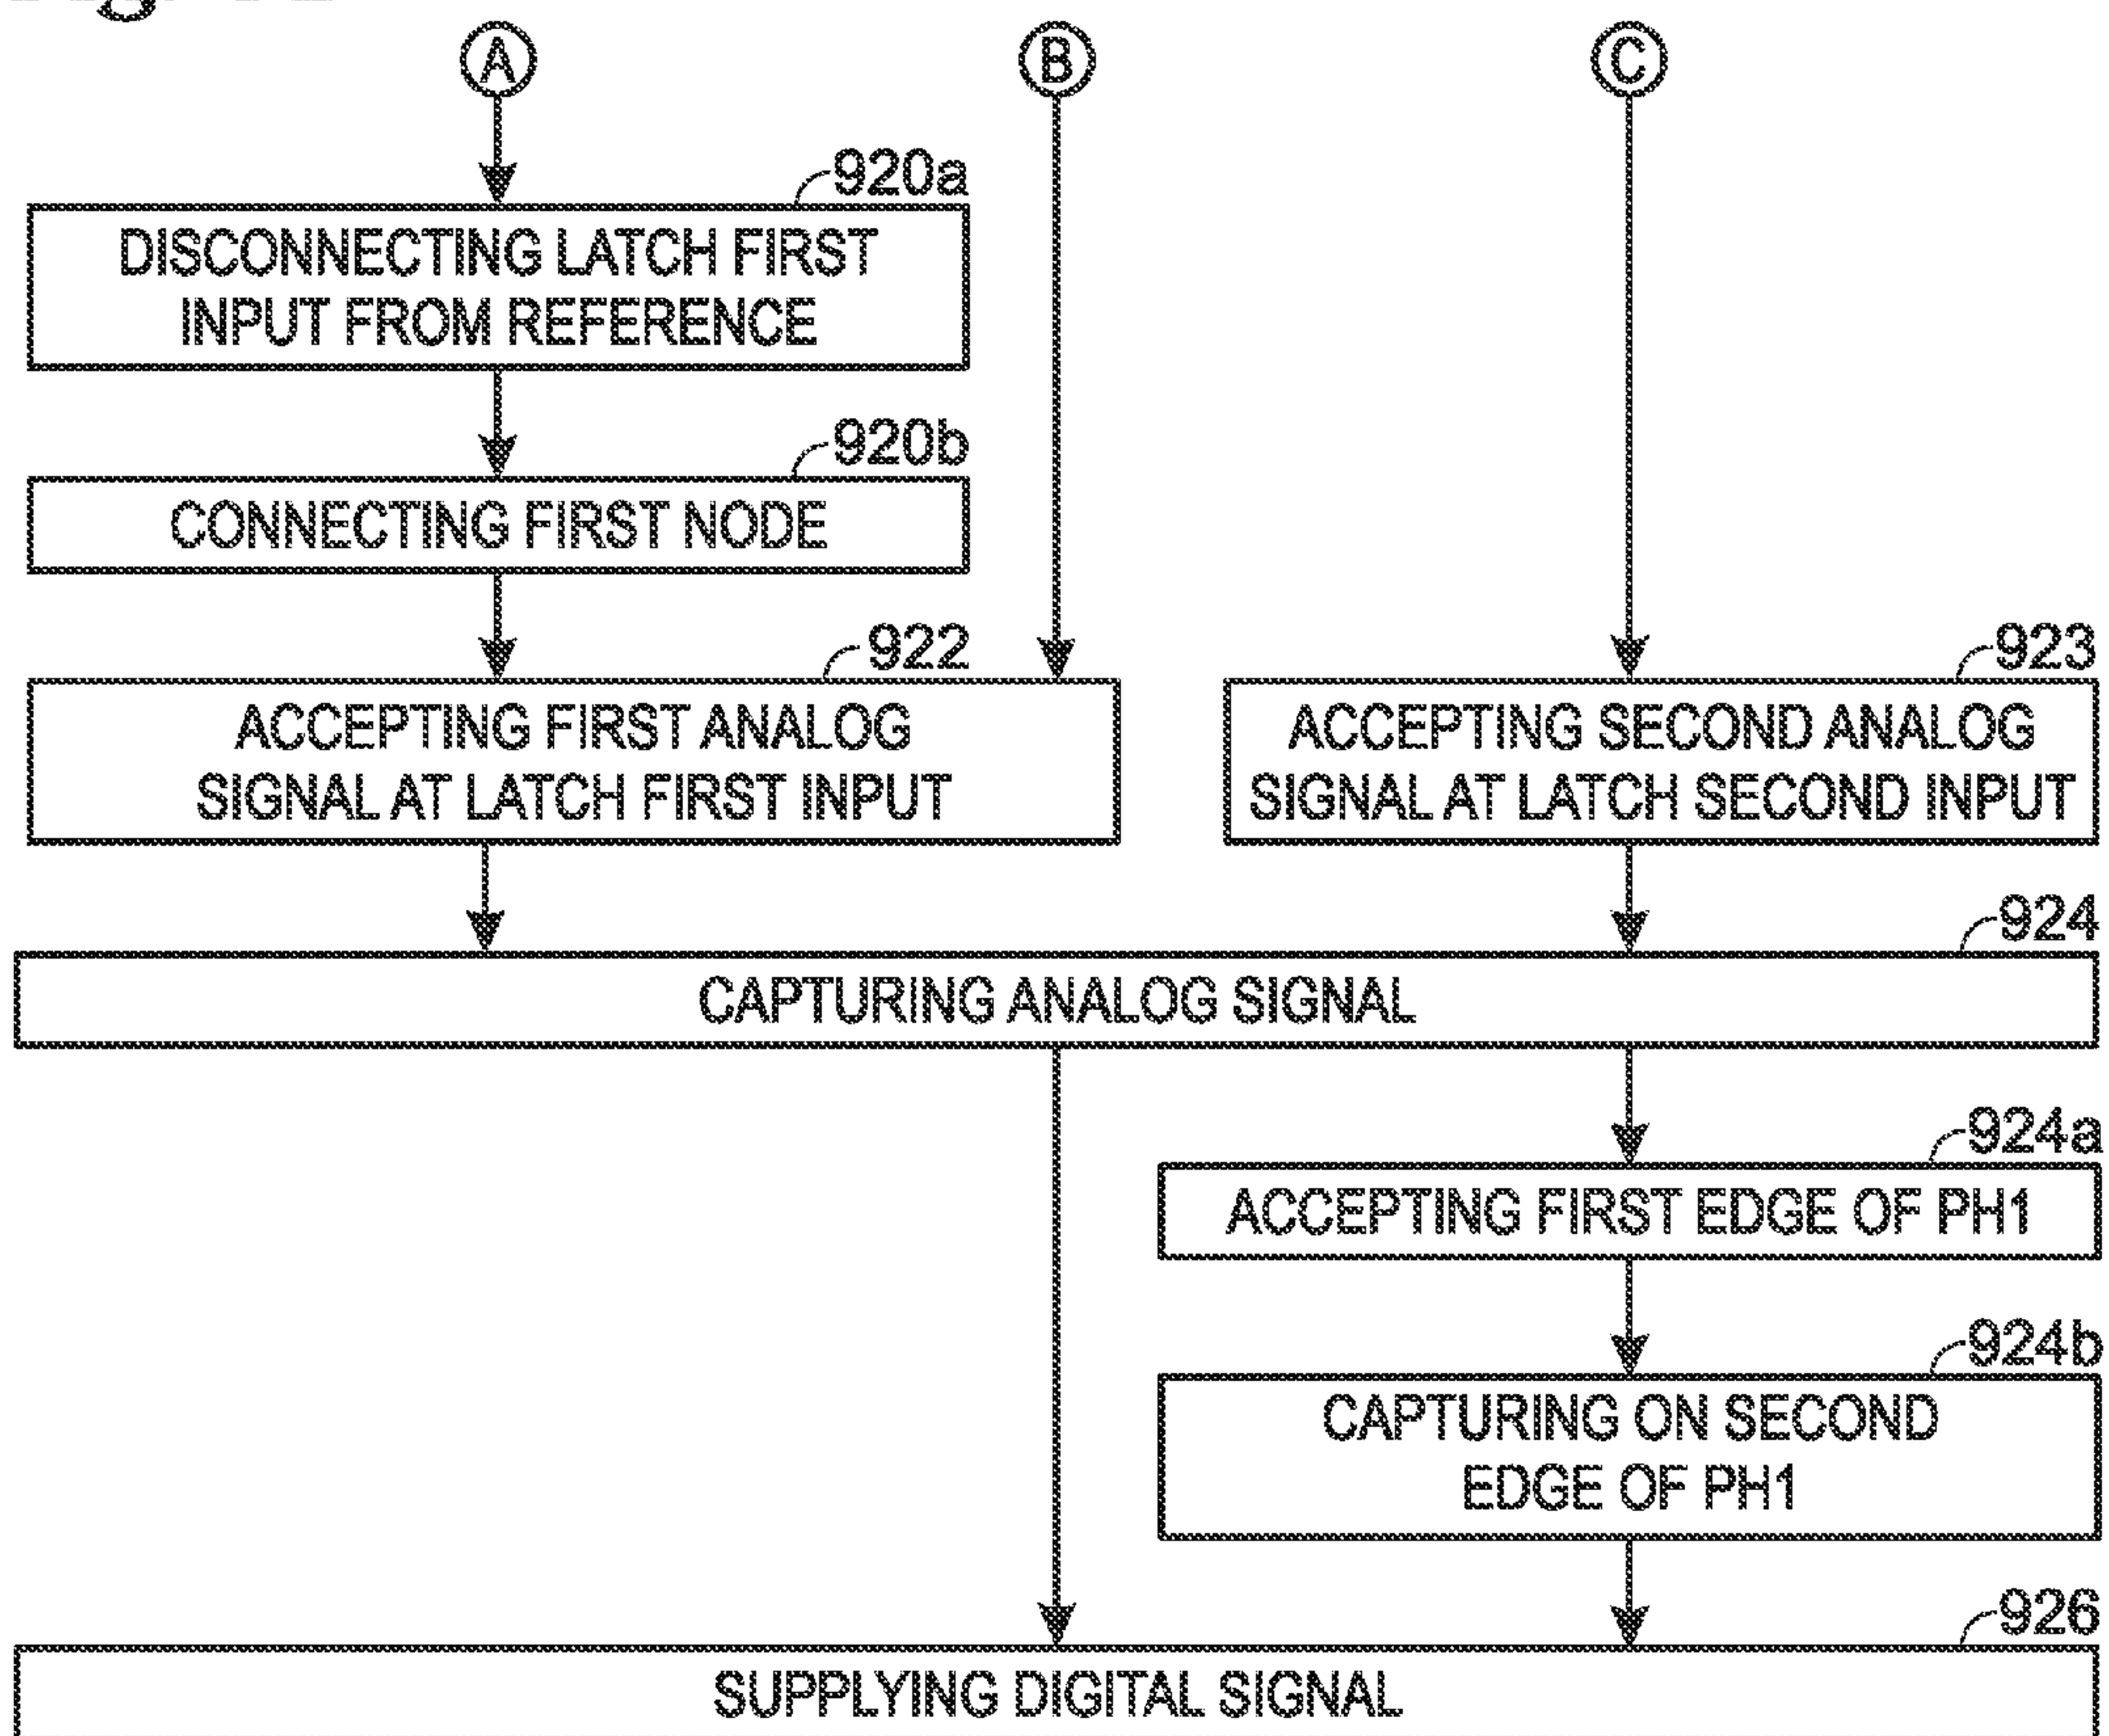 A
B
C
920a
DISCONNECTING LATCH FIRST
INPUT FROM REFERENCE
920b
CONNECTING FIRST NODE
922
ACCEPTING FIRST ANALOG
SIGNAL AT LATCH FIRST INPUT
923
ACCEPTING SECOND ANALOG
SIGNAL AT LATCH SECOND INPUT
924
CAPTURING ANALOG SIGNAL
924a
ACCEPTING FIRST EDGE OF PH1
924b
CAPTURING ON SECOND
EDGE OF PH1
926
SUPPLYING DIGITAL SIGNAL